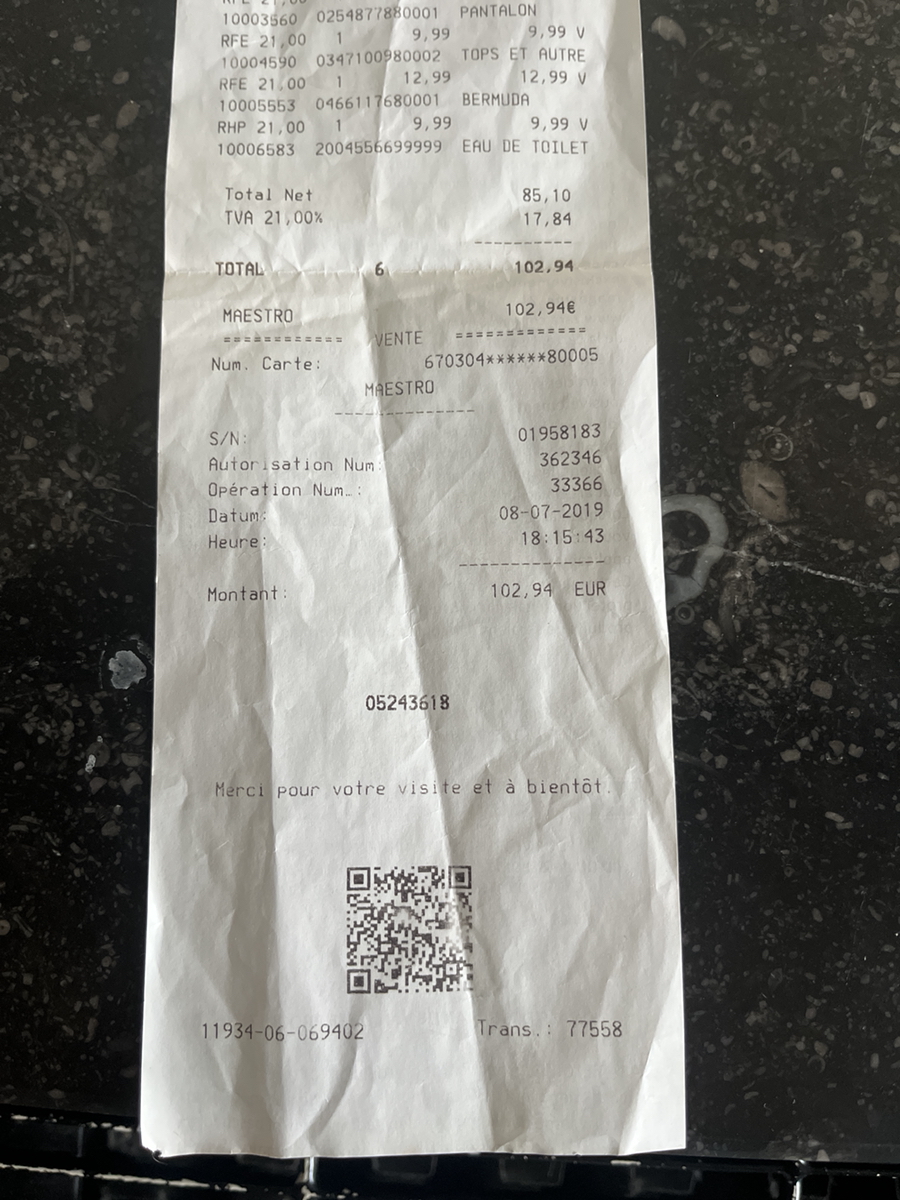 10003560 0254877880001 PANTALON
RFE 21,00 1 9,99 9,99 V
10004590 0347100980002 TOPS ET AUTRE
RFE 21,00 1 12,99 12,99 V
10005553 0466117680001 BERMUDA
RHP 21,00 1 9,99 9,99 V
10006583 2004556699999 EAU DE TOILET
Total Net 85,10
TVA 21,00% 17,84
----------
TOTAL 6 102,94
MAESTRO 102,94€
============ VENTE =============
Num. Carte: 670304******80005
MAESTRO
--------------
S/N: 01958183
Autorisation Num: 362346
Opération Num.: 33366
Datum: 08-07-2019
Heure: 18:15:43
--------------
Montant: 102,94 EUR
05243618
Merci pour votre visite et à bientôt.
11934-06-069402 Trans.: 77558